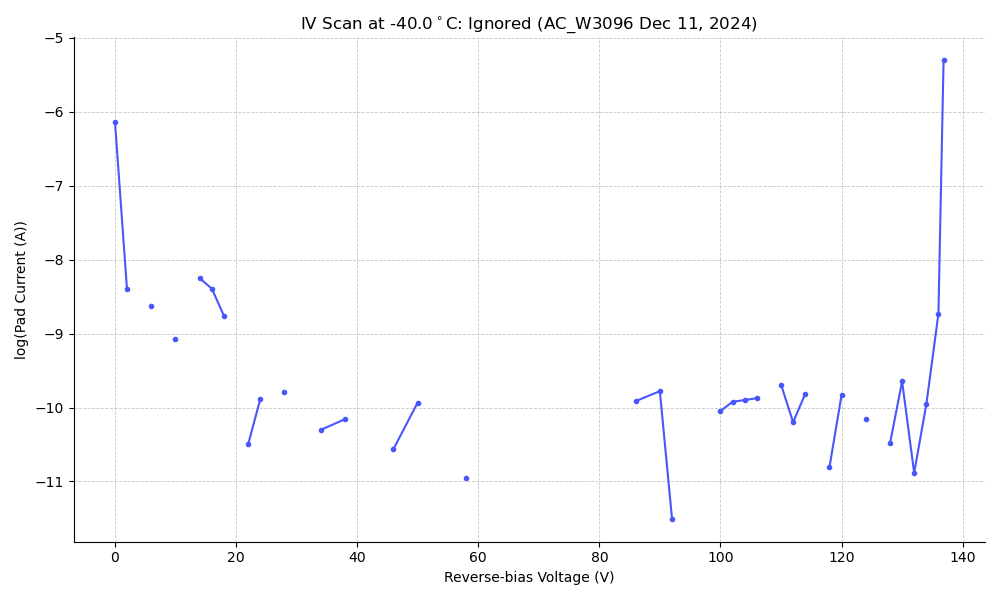 IV Scan at -40.0°C: Ignored (AC_W3096 Dec 11, 2024)
log(Pad Current (A))
−5
−6
−7
−8
−9
−10
−11
0 20 40 60 80 100 120 140
Reverse-bias Voltage (V)